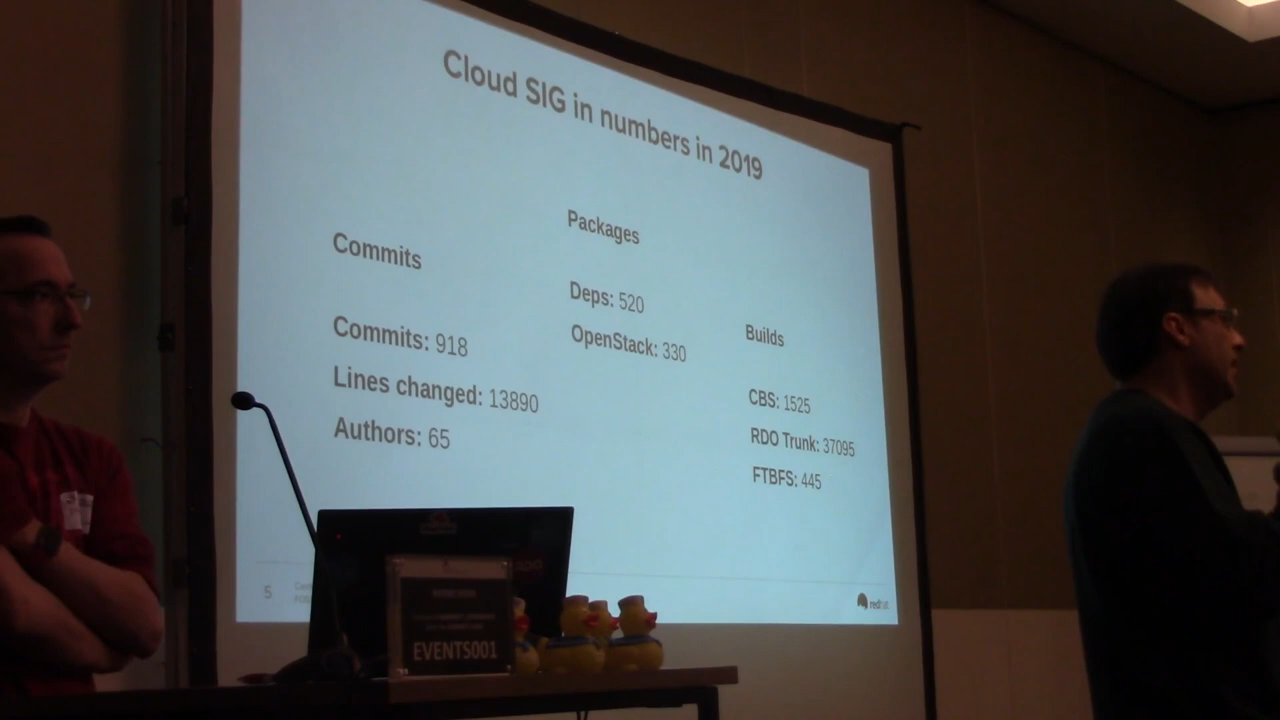 Cloud SIG in numbers in 2019
Commits
Commits: 918
Lines changed: 13890
Authors: 65
Packages
Deps: 520
OpenStack: 330
Builds
CBS: 1525
RDO Trunk: 37095
FTBFS: 445
5
redhat
EVENTS001